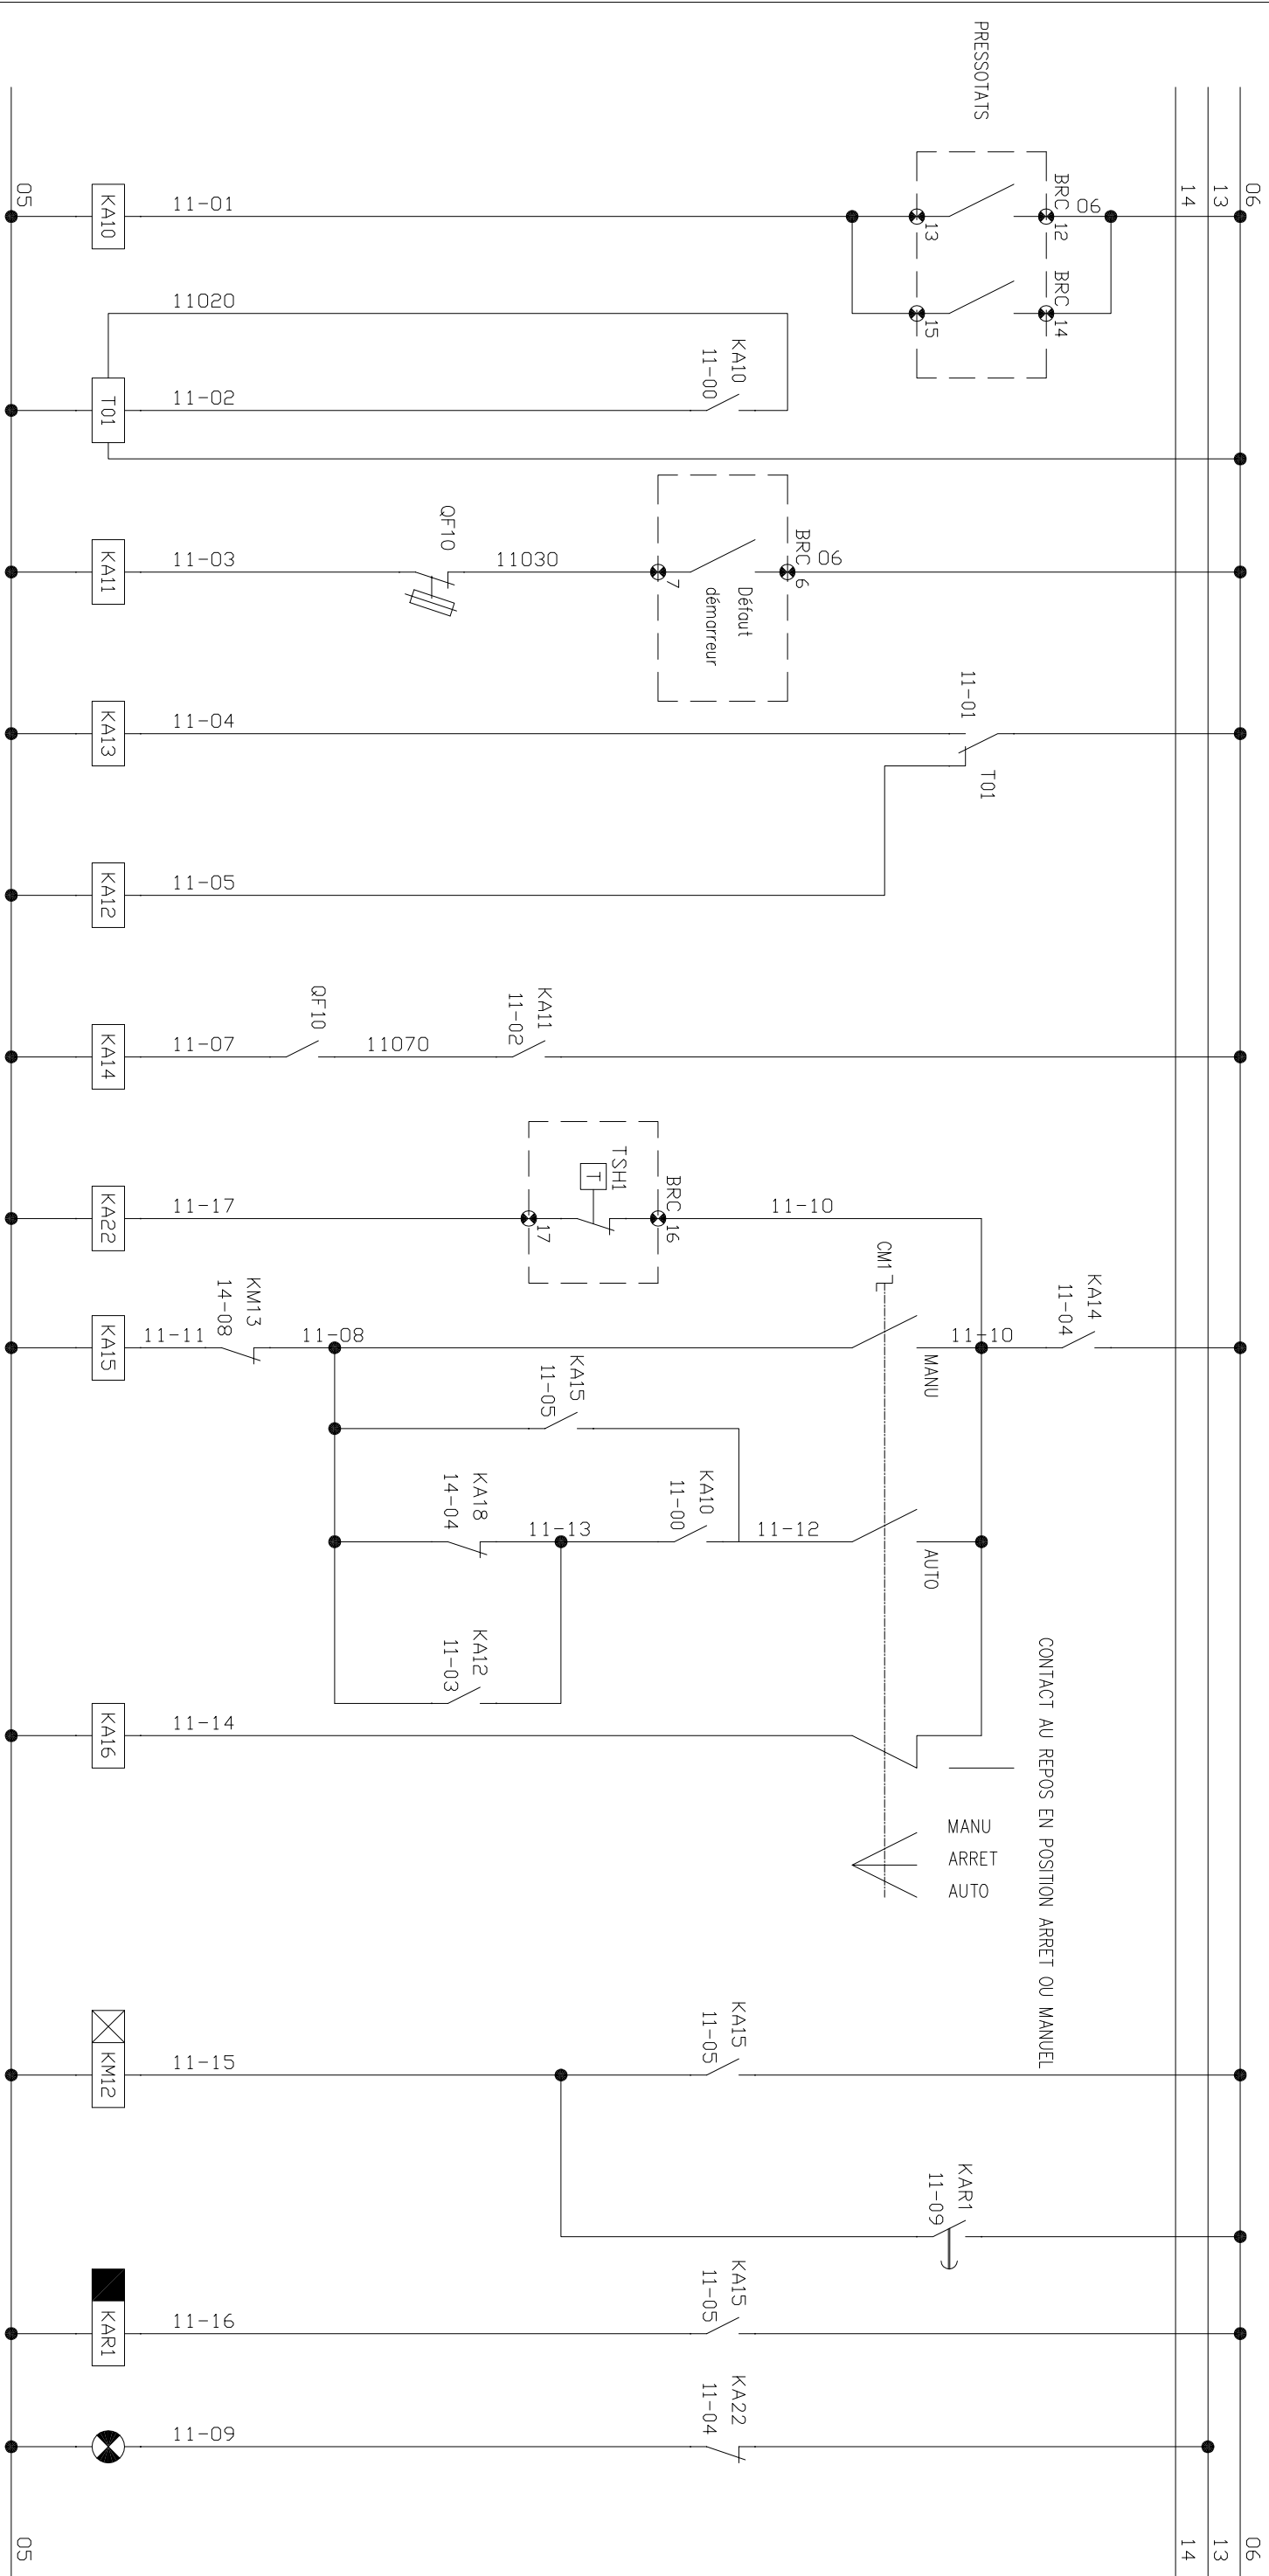 PRESSOTATS
06
13
14
BRC
12
06
BRC
14
13
15
11-01
KA10
05
11020
KA10
11-00
11-02
T01
BRC
6
06
Défaut
démarreur
7
11030
QF10
11-03
KA11
11-01
T01
11-04
KA13
11-05
KA12
KA11
11-02
11070
QF10
11-07
KA14
11-10
BRC
16
TSH1
T
17
11-17
KA22
KA14
11-04
11-10
CM1
MANU
11-08
KM13
14-08
11-11
KA15
KA15
11-05
AUTO
11-12
KA10
11-00
11-13
KA18
14-04
KA12
11-03
CONTACT AU REPOS EN POSITION ARRET OU MANUEL
11-14
KA16
MANU
ARRET
AUTO
KA15
11-05
11-15
KM12
KAR1
11-09
KA15
11-05
11-16
KAR1
KA22
11-04
11-09
06
13
14
05